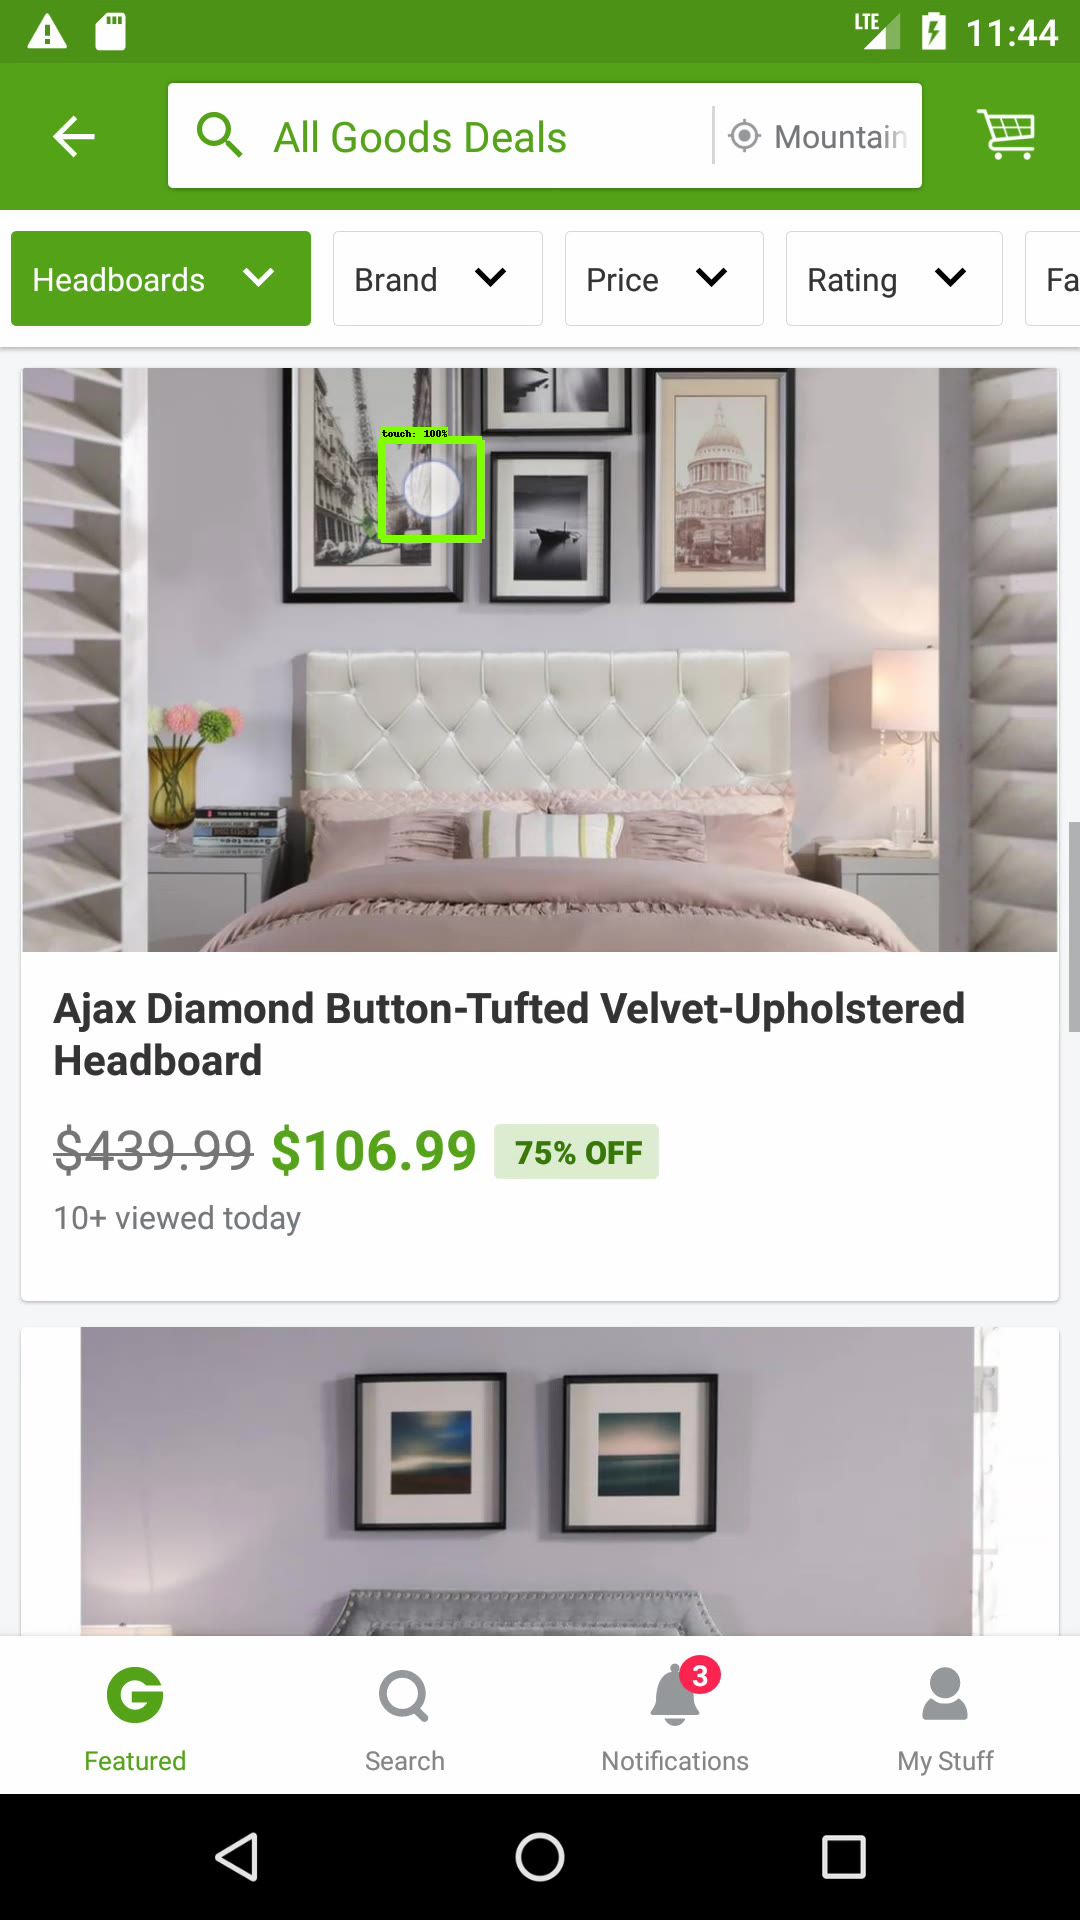 LTE 11:44
All Goods Deals
Mountain
Headboards
Brand
Price
Rating
Fa
touch: 100%
Ajax Diamond Button-Tufted Velvet-Upholstered
Headboard
$439.99 $106.99 75% OFF
10+ viewed today
3
Featured
Search
Notifications
My Stuff